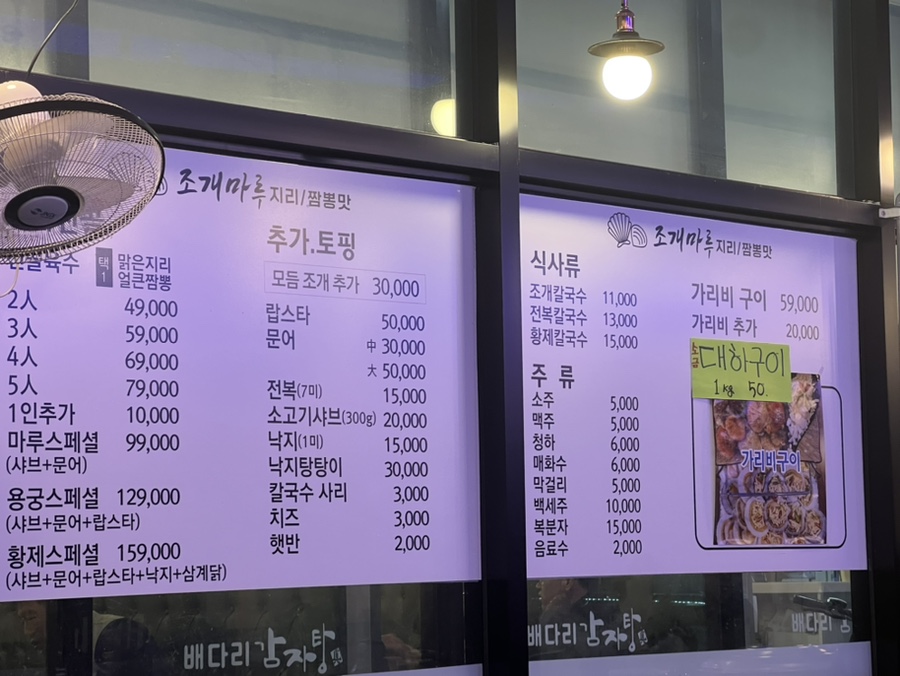 조개마루 지리/짬뽕맛
육수 택1 맑은지리
얼큰짬뽕
2人 49,000
3人 59,000
4人 69,000
5人 79,000
1인추가 10,000
마루스페셜 99,000
(샤브+문어)
용궁스페셜 129,000
(샤브+문어+랍스타)
황제스페셜 159,000
(샤브+문어+랍스타+낙지+삼계닭)
추가.토핑
모듬 조개 추가 30,000
랍스타 50,000
문어 中 30,000
大 50,000
전복(7미)
소고기샤브(300g) 20,000
낙지(1미) 15,000
낙지탕탕이 30,000
칼국수 사리 3,000
치즈 3,000
햇반 2,000
조개마루 지리/짬뽕맛
식사류
조개칼국수 11,000
전복칼국수 13,000
황제칼국수 15,000
주 류
소주 5,000
맥주 5,000
청하 6,000
매화수 6,000
막걸리 5,000
백세주 10,000
복분자 15,000
음료수 2,000
가리비 구이 59,000
가리비 추가 20,000
소금 대하구이
1kg 50.
가리비구이
배다리감자탕
배다리감자탕
배다리감